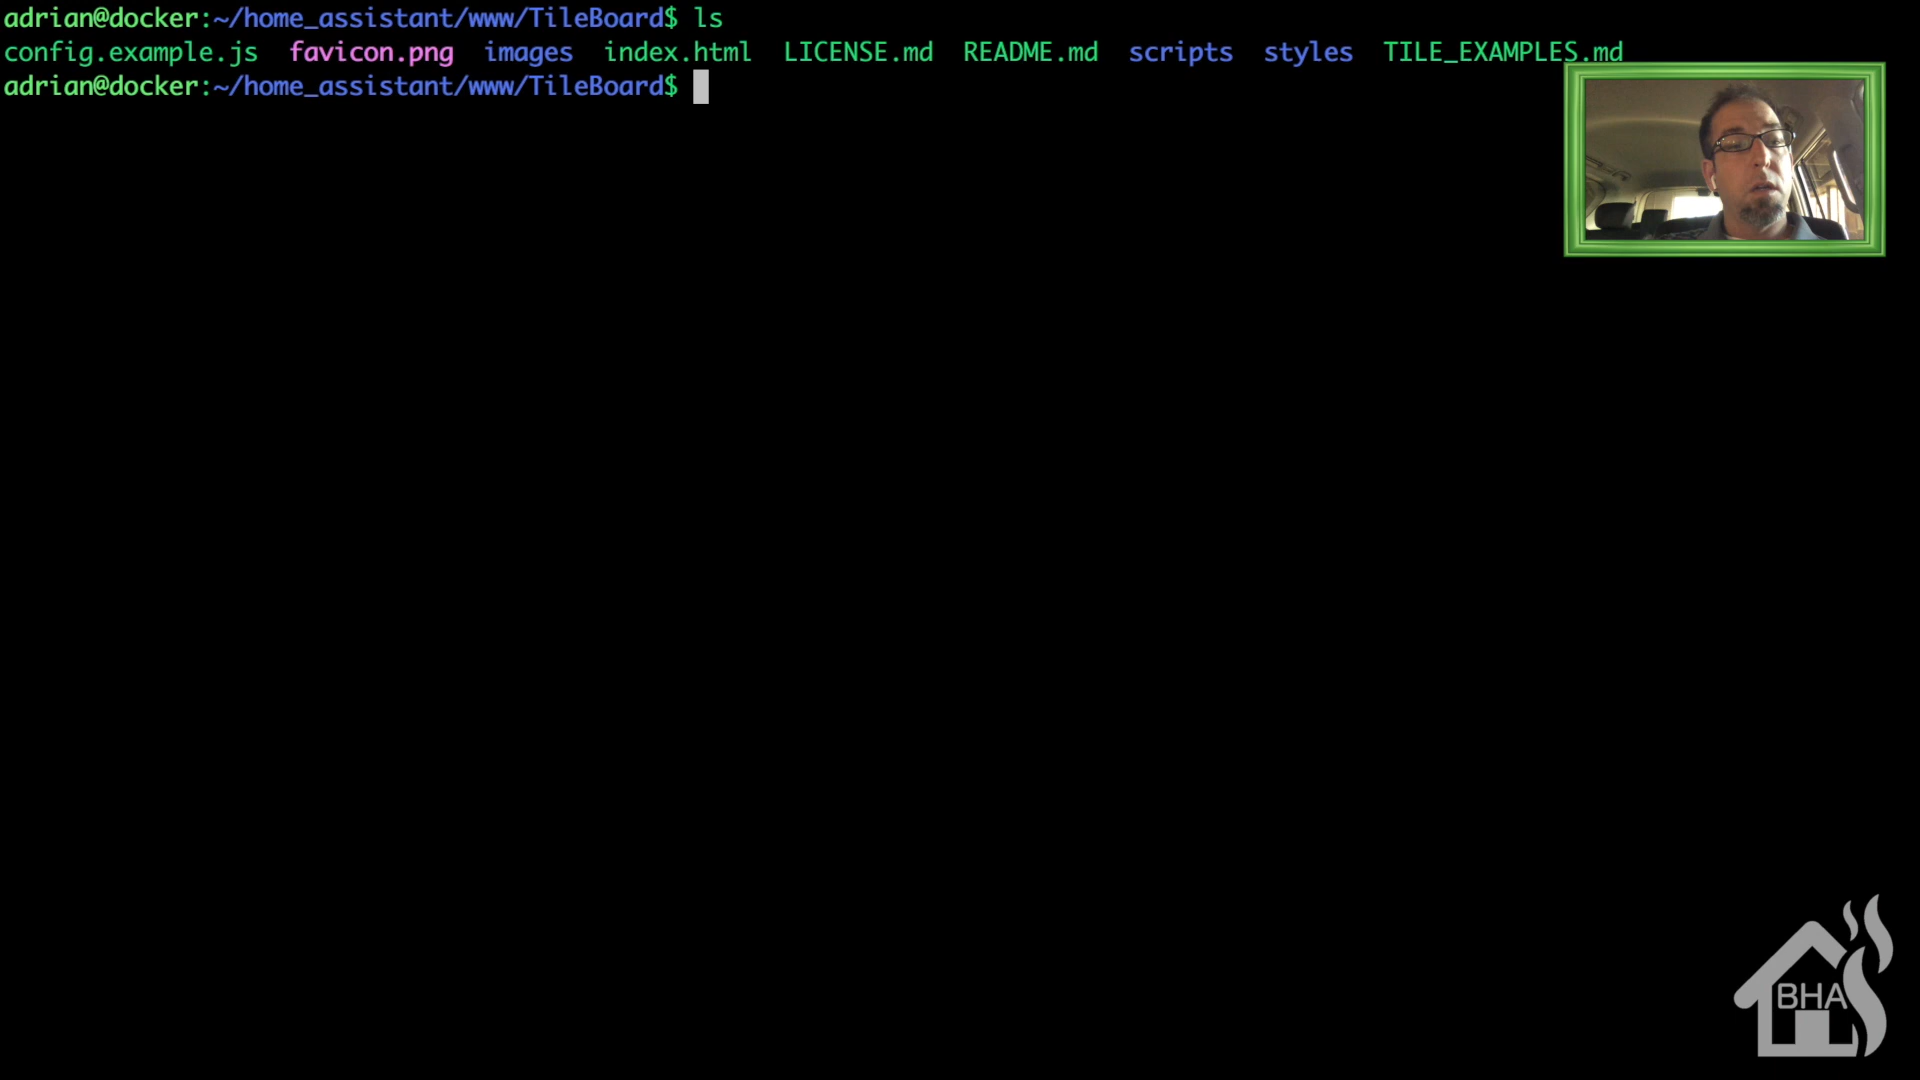 adrian@docker:~/home_assistant/www/TileBoard$ ls
config.example.js favicon.png images index.html LICENSE.md README.md scripts styles TILE_EXAMPLES.md
adrian@docker:~/home_assistant/www/TileBoard$
BHA